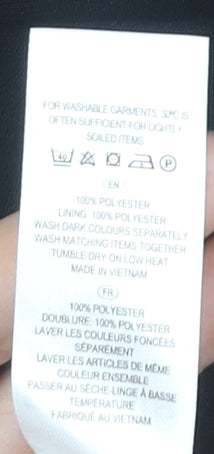 FOR WASHABLE GARMENTS 30°C IS
OFTEN SUFFICIENT FOR LIGHTLY
SOILED ITEMS
40 P
(EN)
100% POLYESTER
LINING: 100% POLYESTER
WASH DARK COLOURS SEPARATELY
WASH MATCHING ITEMS TOGETHER
TUMBLE DRY ON LOW HEAT
MADE IN VIETNAM
(FR)
100% POLYESTER
DOUBLURE: 100% POLYESTER
LAVER LES COULEURS FONCÉES
SÉPARÉMENT
LAVER LES ARTICLES DE MÊME
COULEUR ENSEMBLE
PASSER AU SÈCHE-LINGE À BASSE
TEMPÉRATURE
FABRIQUÉ AU VIETNAM